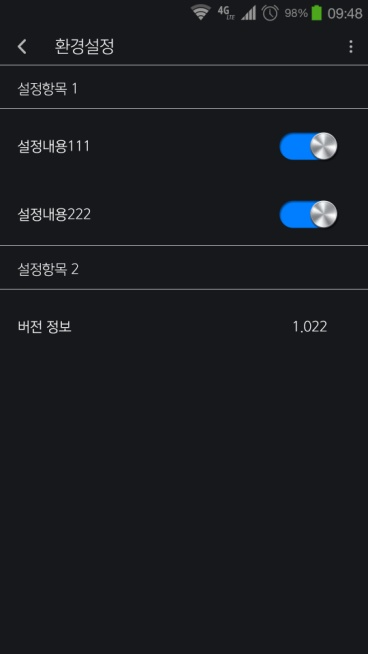 4G LTE 98% 09:48
환경설정
설정항목 1
설정내용111
설정내용222
설정항목 2
버전 정보 1.022